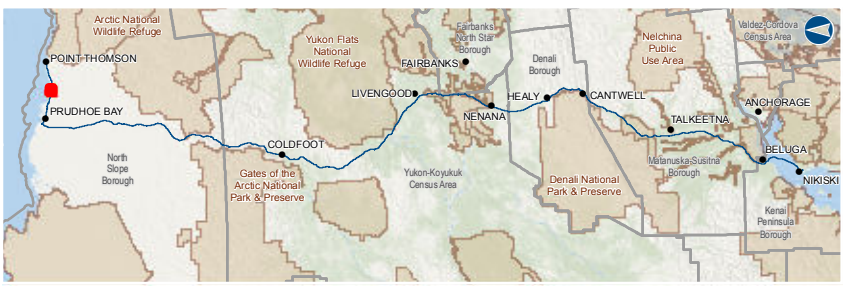 Arctic National
Wildlife Refuge
POINT THOMSON
PRUDHOE BAY
North
Slope
Borough
COLDFOOT
Gates of the
Arctic National
Park & Preserve
Yukon Flats
National
Wildlife Refuge
LIVENGOOD
Yukon-Koyukuk
Census Area
Fairbanks
North Star
Borough
FAIRBANKS
NENANA
Denali
Borough
HEALY
CANTWELL
Denali National
Park & Preserve
Nelchina
Public
Use Area
TALKEETNA
Matanuska-Susitna
Borough
Valdez-Cordova
Census Area
ANCHORAGE
BELUGA
NIKISKI
Kenai
Peninsula
Borough